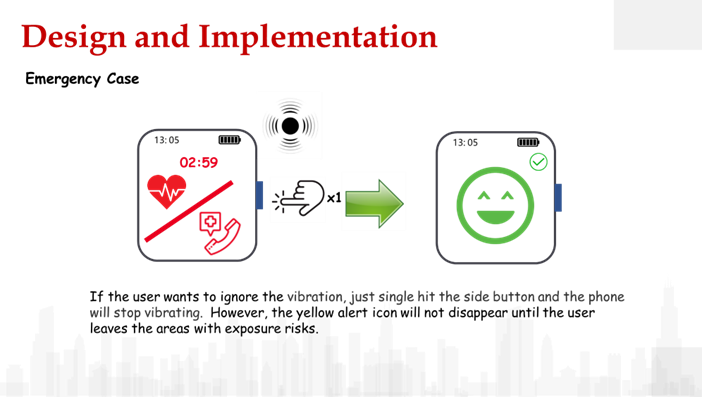 Design and Implementation
Emergency Case
13:05
02:59
x1
13:05
If the user wants to ignore the vibration, just single hit the side button and the phone
will stop vibrating.  However, the yellow alert icon will not disappear until the user
leaves the areas with exposure risks.